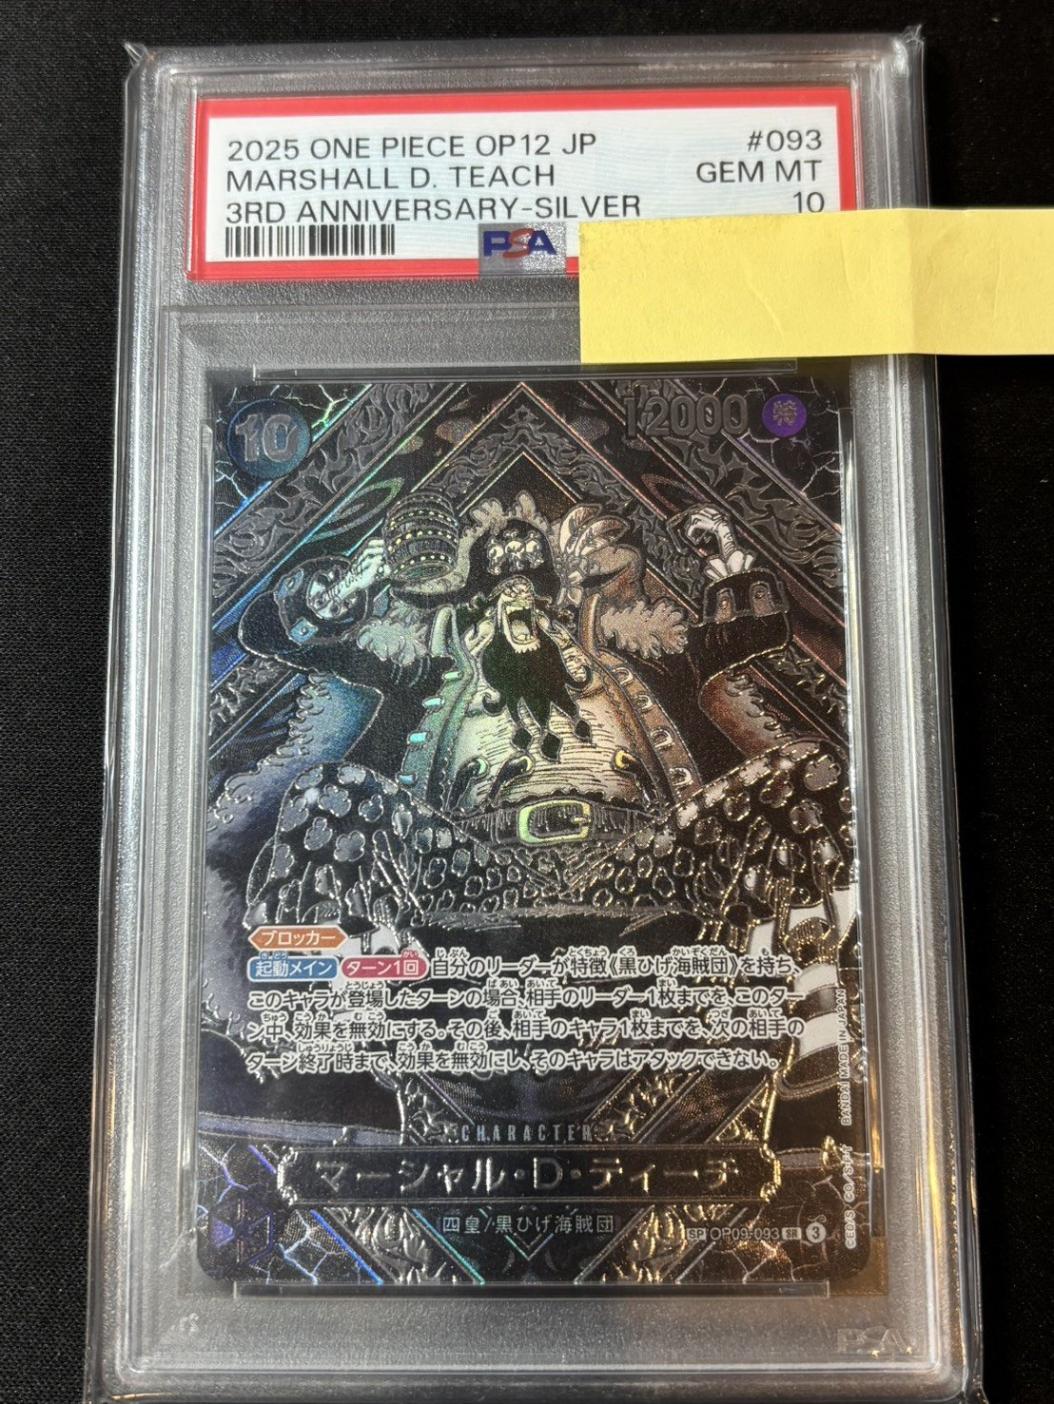 2025 ONE PIECE OP12 JP #093
MARSHALL D. TEACH GEM MT
3RD ANNIVERSARY-SILVER 10
PSA
10
12000
特
ブロッカー
起動メイン ターン1回 自分のリーダーが特徴《黒ひげ海賊団》を持ち、
このキャラが登場したターンの場合、相手のリーダー1枚までを、このター
ン中、効果を無効にする。その後、相手のキャラ1枚までを、次の相手の
ターン終了時まで、効果を無効にし、そのキャラはアタックできない。
CHARACTER
マーシャル・D・ティーチ
四皇/黒ひげ海賊団
SP OP09-093 SR 3
BANDAI MADE IN JAPAN
PSA